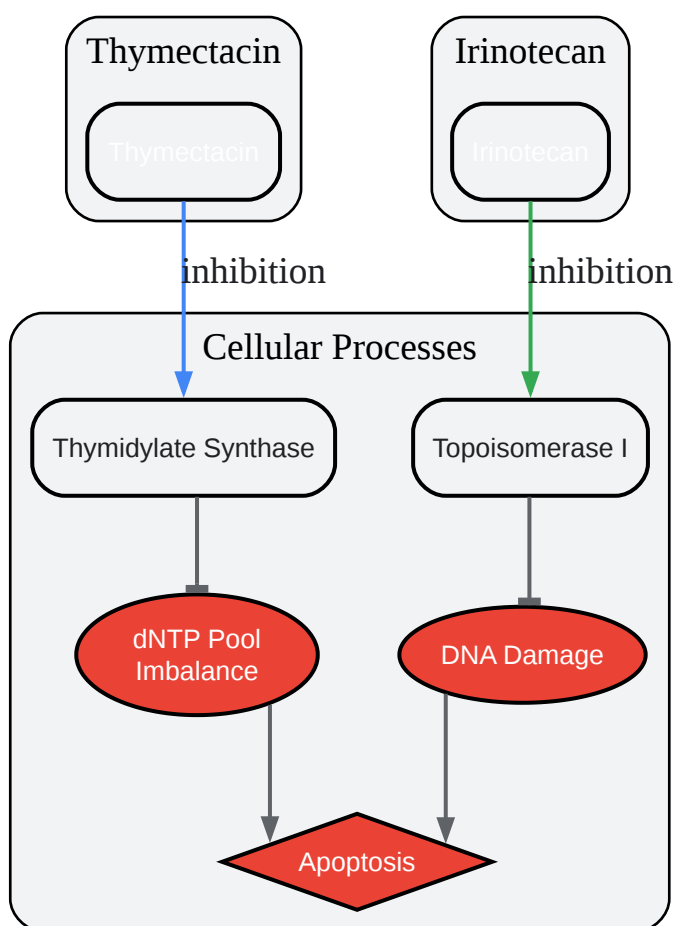 Thymectacin
Irinotecan
Thymectacin
Irinotecan
inhibition
inhibition
Cellular Processes
Thymidylate Synthase
Topoisomerase I
dNTP Pool
Imbalance
DNA Damage
Apoptosis